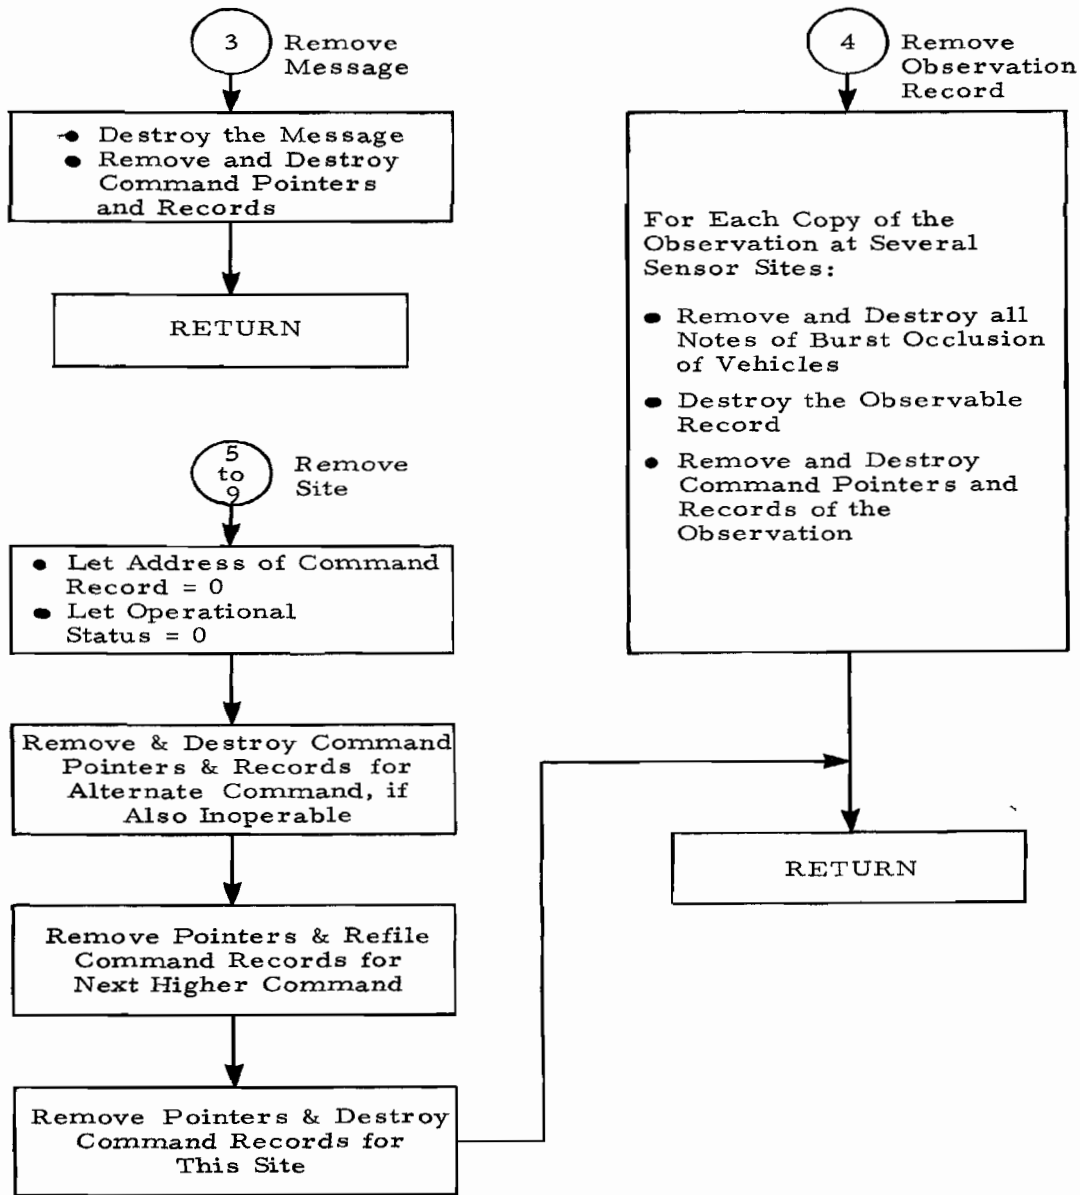 3
Remove
Message
• Destroy the Message
• Remove and Destroy
Command Pointers
and Records
RETURN
5
to
9
Remove
Site
• Let Address of Command
Record = 0
• Let Operational
Status = 0
Remove & Destroy Command
Pointers & Records for
Alternate Command, if
Also Inoperable
Remove Pointers & Refile
Command Records for
Next Higher Command
Remove Pointers & Destroy
Command Records for
This Site
4
Remove
Observation
Record
For Each Copy of the
Observation at Several
Sensor Sites:
• Remove and Destroy all
Notes of Burst Occlusion
of Vehicles
• Destroy the Observable
Record
• Remove and Destroy
Command Pointers and
Records of the
Observation
RETURN